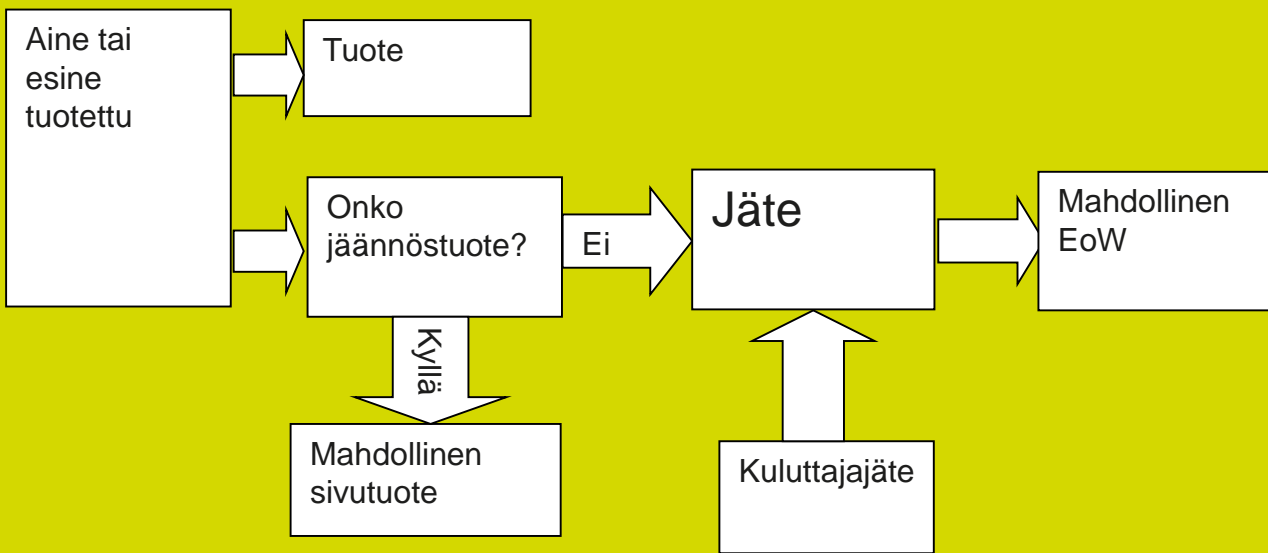 Aine tai
esine
tuotettu
Tuote
Onko
jäännöstuote?
Ei
Jäte
Mahdollinen
EoW
Kyllä
Mahdollinen
sivutuote
Kuluttajajäte